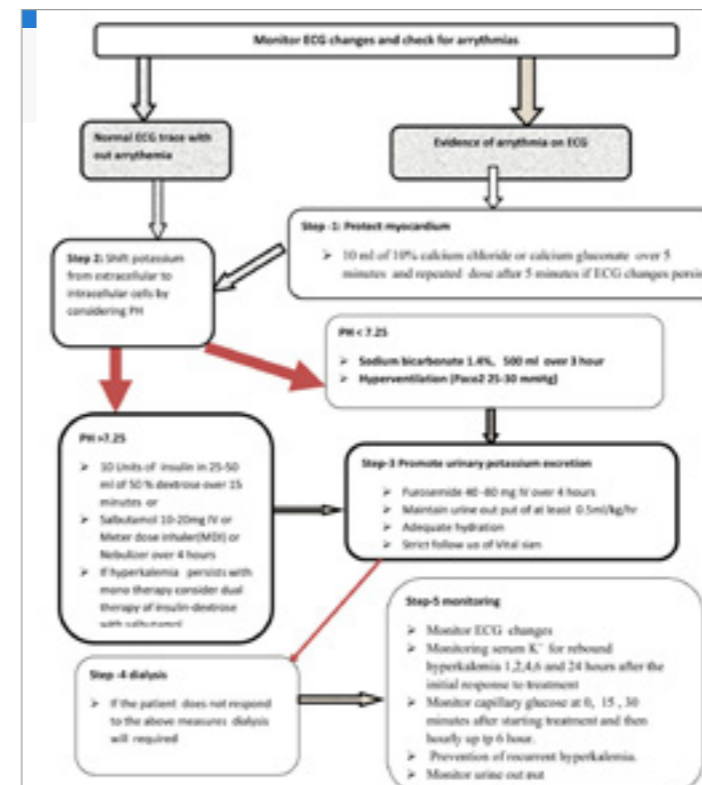 Monitor ECG changes and check for arrythmias
Normal ECG trace with
out arrythemia
Evidence of arrythmia on ECG
Step -1: Protect myocardium
➢ 10 ml of 10% calcium chloride or calcium gluconate over 5
minutes and repeated dose after 5 minutes if ECG changes persi
Step 2: Shift potassium
from extracellular to
intracellular cells by
considering PH
PH < 7.25
➢ Sodium bicarbonate 1.4%, 500 ml over 3 hour
➢ Hyperventilation (Paco2 25-30 mmHg)
PH >7.25
➢ 10 Units of insulin in 25-50
ml of 50 % dextrose over 15
minutes or
➢ Salbutamol 10-20mg IV or
Meter dose inhaler(MDI) or
Nebulizer over 4 hours
➢ If hyperkalemia persists with
mono therapy consider dual
therapy of insulin-dextrose
with salbutamol
Step-3 Promote urinary potassium excretion
➢ Furosemide 40 -80 mg IV over 4 hours
➢ Maintain urine out put of at least 0.5ml/kg/hr
➢ Adequate hydration
➢ Strict follow of Vital
Step -4 dialysis
➢ If the patient does not respond
to the above measures dialysis
will required
Step-5 monitoring
➢ Monitor ECG changes
➢ Monitoring serum K⁺ for rebound
hyperkalemia 1,2,4,6 and 24 hours after the
initial response to treatment
➢ Monitor capillary glucose at 0, 15 , 30
minutes after starting treatment and then
hourly up tp 6 hour.
➢ Prevention of recurrent hyperkalemia.
➢ Monitor urine out put